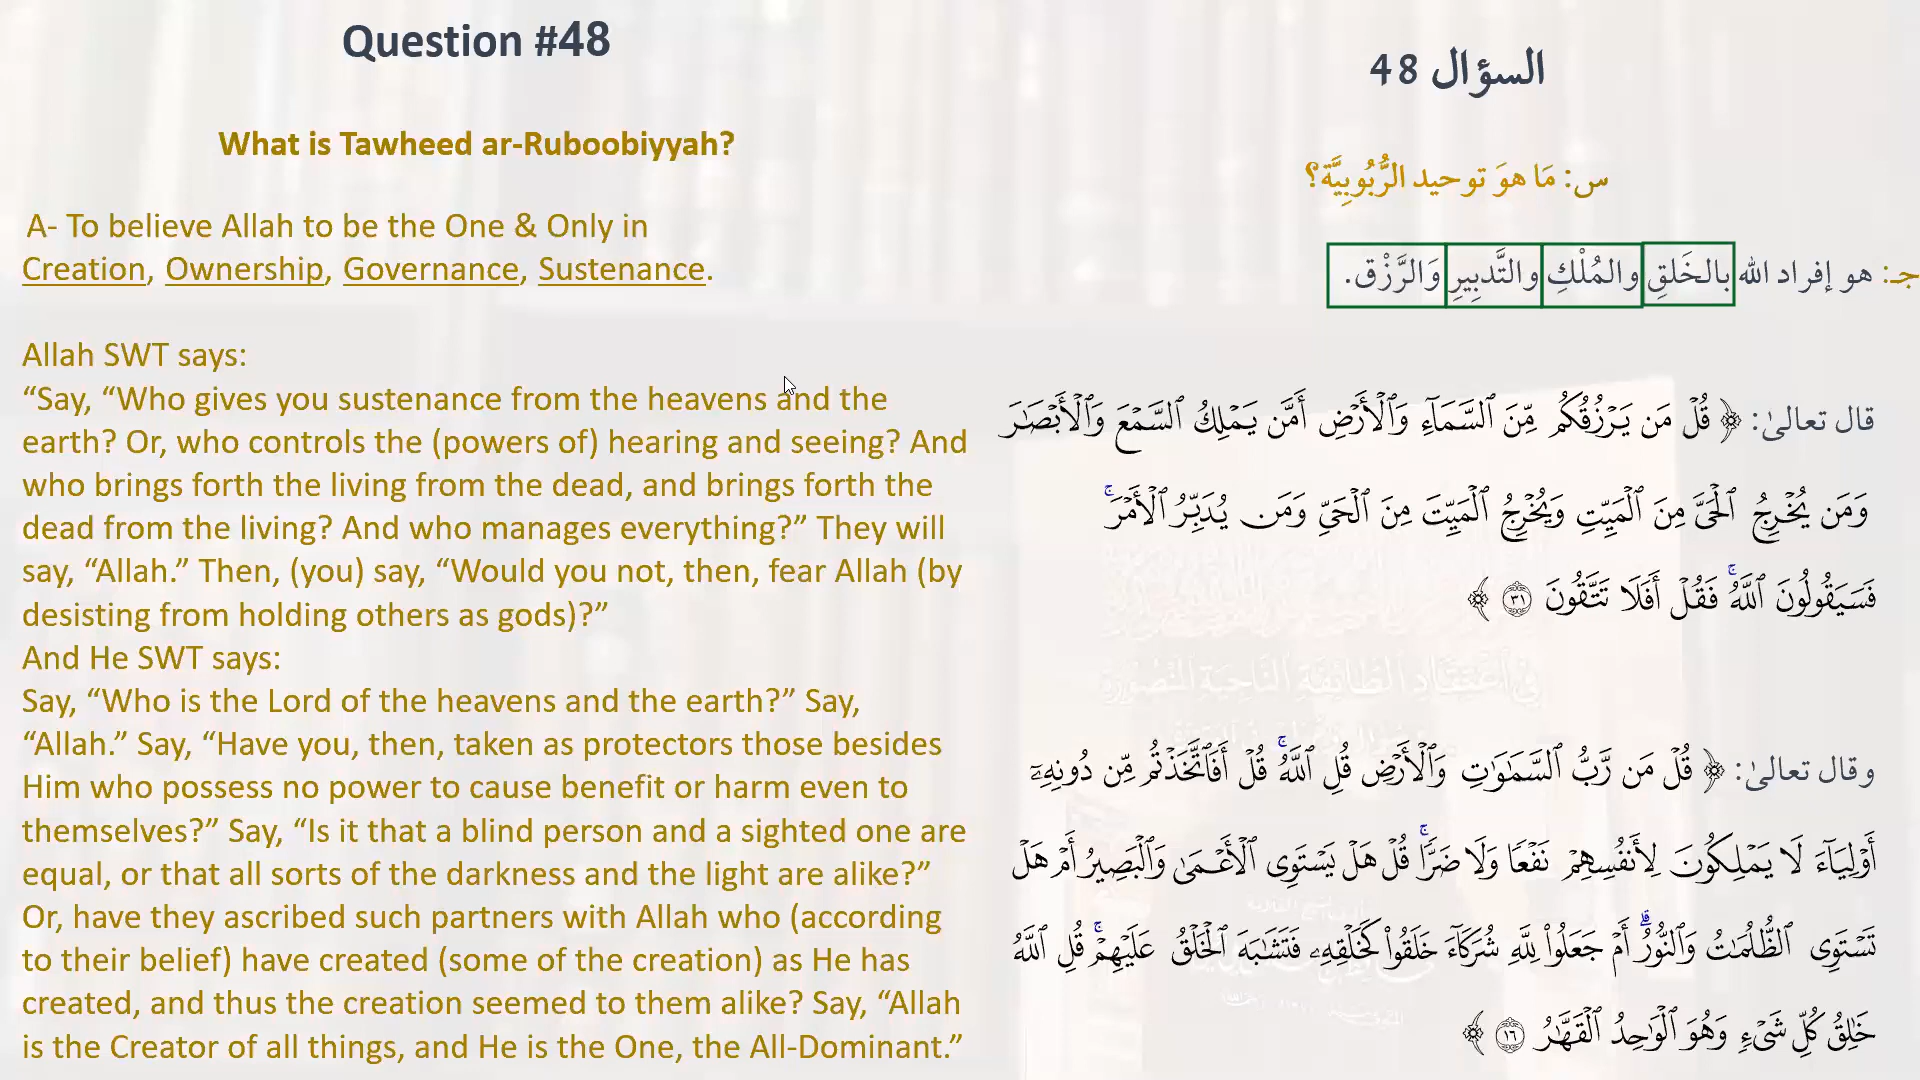 Question #48
What is Tawheed ar-Ruboobiyyah?
A- To believe Allah to be the One & Only in
Creation, Ownership, Governance, Sustenance.
Allah SWT says:
“Say, “Who gives you sustenance from the heavens and the
earth? Or, who controls the (powers of) hearing and seeing? And
who brings forth the living from the dead, and brings forth the
dead from the living? And who manages everything?” They will
say, “Allah.” Then, (you) say, “Would you not, then, fear Allah (by
desisting from holding others as gods)?”
And He SWT says:
Say, “Who is the Lord of the heavens and the earth?” Say,
“Allah.” Say, “Have you, then, taken as protectors those besides
Him who possess no power to cause benefit or harm even to
themselves?” Say, “Is it that a blind person and a sighted one are
equal, or that all sorts of the darkness and the light are alike?”
Or, have they ascribed such partners with Allah who (according
to their belief) have created (some of the creation) as He has
created, and thus the creation seemed to them alike? Say, “Allah
is the Creator of all things, and He is the One, the All-Dominant.”
السؤال 48
س: مَا هوَ توحيد الرُّبُوبِيَّة؟
جـ: هو إفراد الله بالخَلقِ والمُلْكِ والتَّدبِيرِ وَالرَّزْق.
قال تعالىٰ: ﴿ قُلْ مَن يَرْزُقُكُم مِّنَ ٱلسَّمَآءِ وَٱلْأَرْضِ أَمَّن يَمْلِكُ ٱلسَّمْعَ وَٱلْأَبْصَٰرَ
وَمَن يُخْرِجُ ٱلْحَىَّ مِنَ ٱلْمَيِّتِ وَيُخْرِجُ ٱلْمَيِّتَ مِنَ ٱلْحَىِّ وَمَن يُدَبِّرُ ٱلْأَمْرَ ۚ
فَسَيَقُولُونَ ٱللَّهُ ۚ فَقُلْ أَفَلَا تَتَّقُونَ ٣١ ﴾
وقال تعالىٰ: ﴿ قُلْ مَن رَّبُّ ٱلسَّمَٰوَٰتِ وَٱلْأَرْضِ قُلِ ٱللَّهُ ۚ قُلْ أَفَٱتَّخَذْتُم مِّن دُونِهِۦٓ
أَوْلِيَآءَ لَا يَمْلِكُونَ لِأَنفُسِهِمْ نَفْعًا وَلَا ضَرًّا ۚ قُلْ هَلْ يَسْتَوِى ٱلْأَعْمَىٰ وَٱلْبَصِيرُ أَمْ هَلْ
تَسْتَوِى ٱلظُّلُمَٰتُ وَٱلنُّورُ ۗ أَمْ جَعَلُوا۟ لِلَّهِ شُرَكَآءَ خَلَقُوا۟ كَخَلْقِهِۦ فَتَشَٰبَهَ ٱلْخَلْقُ عَلَيْهِمْ ۚ قُلِ ٱللَّهُ
خَٰلِقُ كُلِّ شَىْءٍ وَهُوَ ٱلْوَٰحِدُ ٱلْقَهَّٰرُ ١٦ ﴾